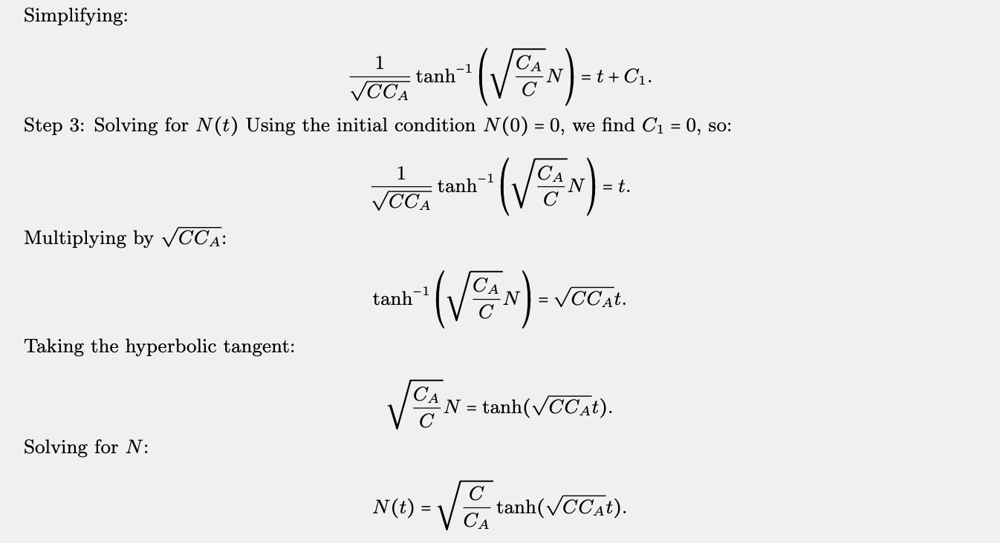 Simplifying:
\frac{1}{\sqrt{CC_A}} \tanh^{-1}\left(\sqrt{\frac{C_A}{C}}N\right) = t + C_1.
Step 3: Solving for N(t) Using the initial condition N(0) = 0, we find C_1 = 0, so:
\frac{1}{\sqrt{CC_A}} \tanh^{-1}\left(\sqrt{\frac{C_A}{C}}N\right) = t.
Multiplying by \sqrt{CC_A}:
\tanh^{-1}\left(\sqrt{\frac{C_A}{C}}N\right) = \sqrt{CC_A}t.
Taking the hyperbolic tangent:
\sqrt{\frac{C_A}{C}}N = \tanh(\sqrt{CC_A}t).
Solving for N:
N(t) = \sqrt{\frac{C}{C_A}} \tanh(\sqrt{CC_A}t).